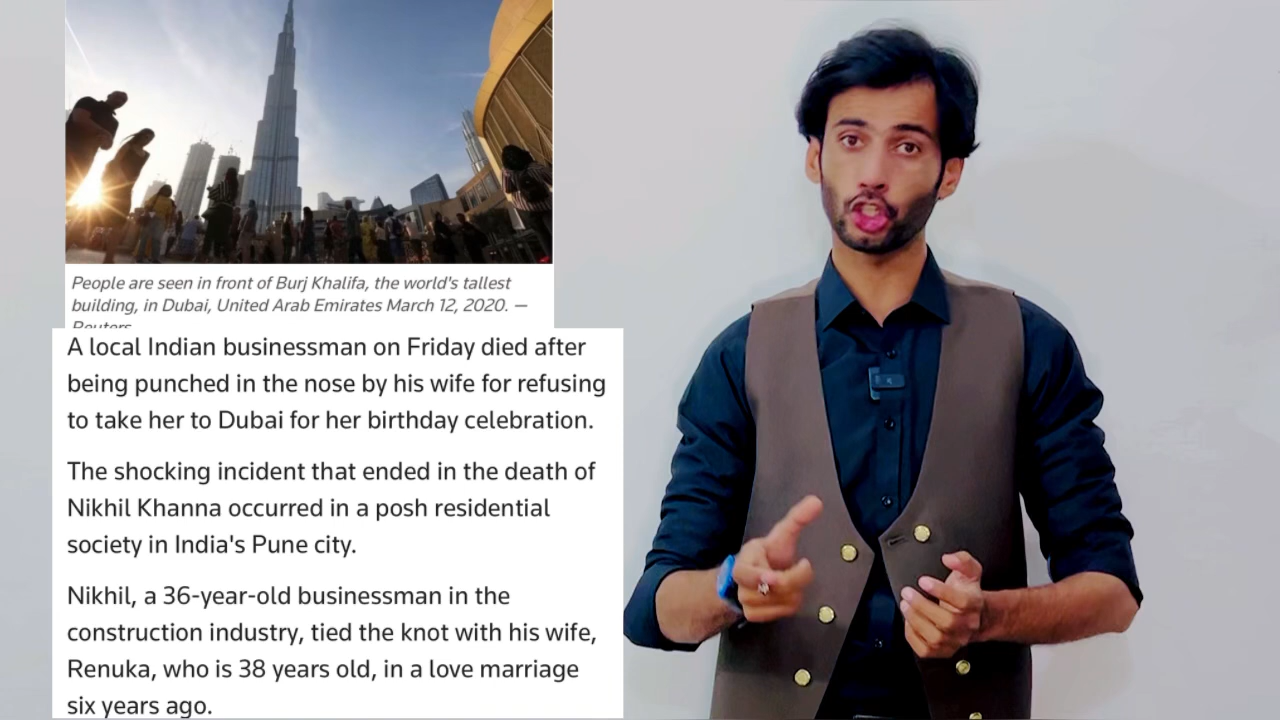 People are seen in front of Burj Khalifa, the world's tallest
building, in Dubai, United Arab Emirates March 12, 2020. —
Reuters
A local Indian businessman on Friday died after
being punched in the nose by his wife for refusing
to take her to Dubai for her birthday celebration.
The shocking incident that ended in the death of
Nikhil Khanna occurred in a posh residential
society in India's Pune city.
Nikhil, a 36-year-old businessman in the
construction industry, tied the knot with his wife,
Renuka, who is 38 years old, in a love marriage
six years ago.